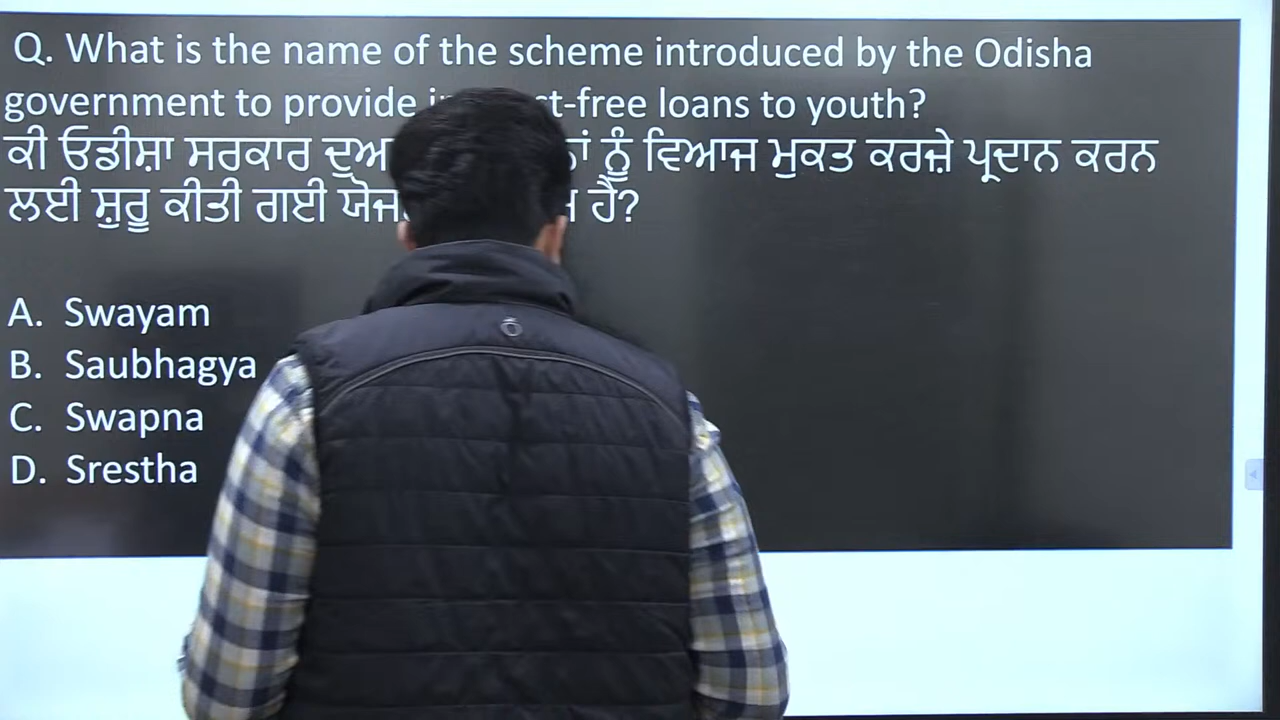 Q. What is the name of the scheme introduced by the Odisha
government to provide t-free loans to youth?
ਕੀ ਓਡੀਸ਼ਾ ਸਰਕਾਰ ਨੂੰ ਵਿਆਜ ਮੁਕਤ ਕਰਜ਼ੇ ਪ੍ਰਦਾਨ ਕਰਨ
ਲਈ ਸ਼ੁਰੂ ਕੀਤੀ ਗਈ ਹੈ?
A. Swayam
B. Saubhagya
C. Swapna
D. Srestha